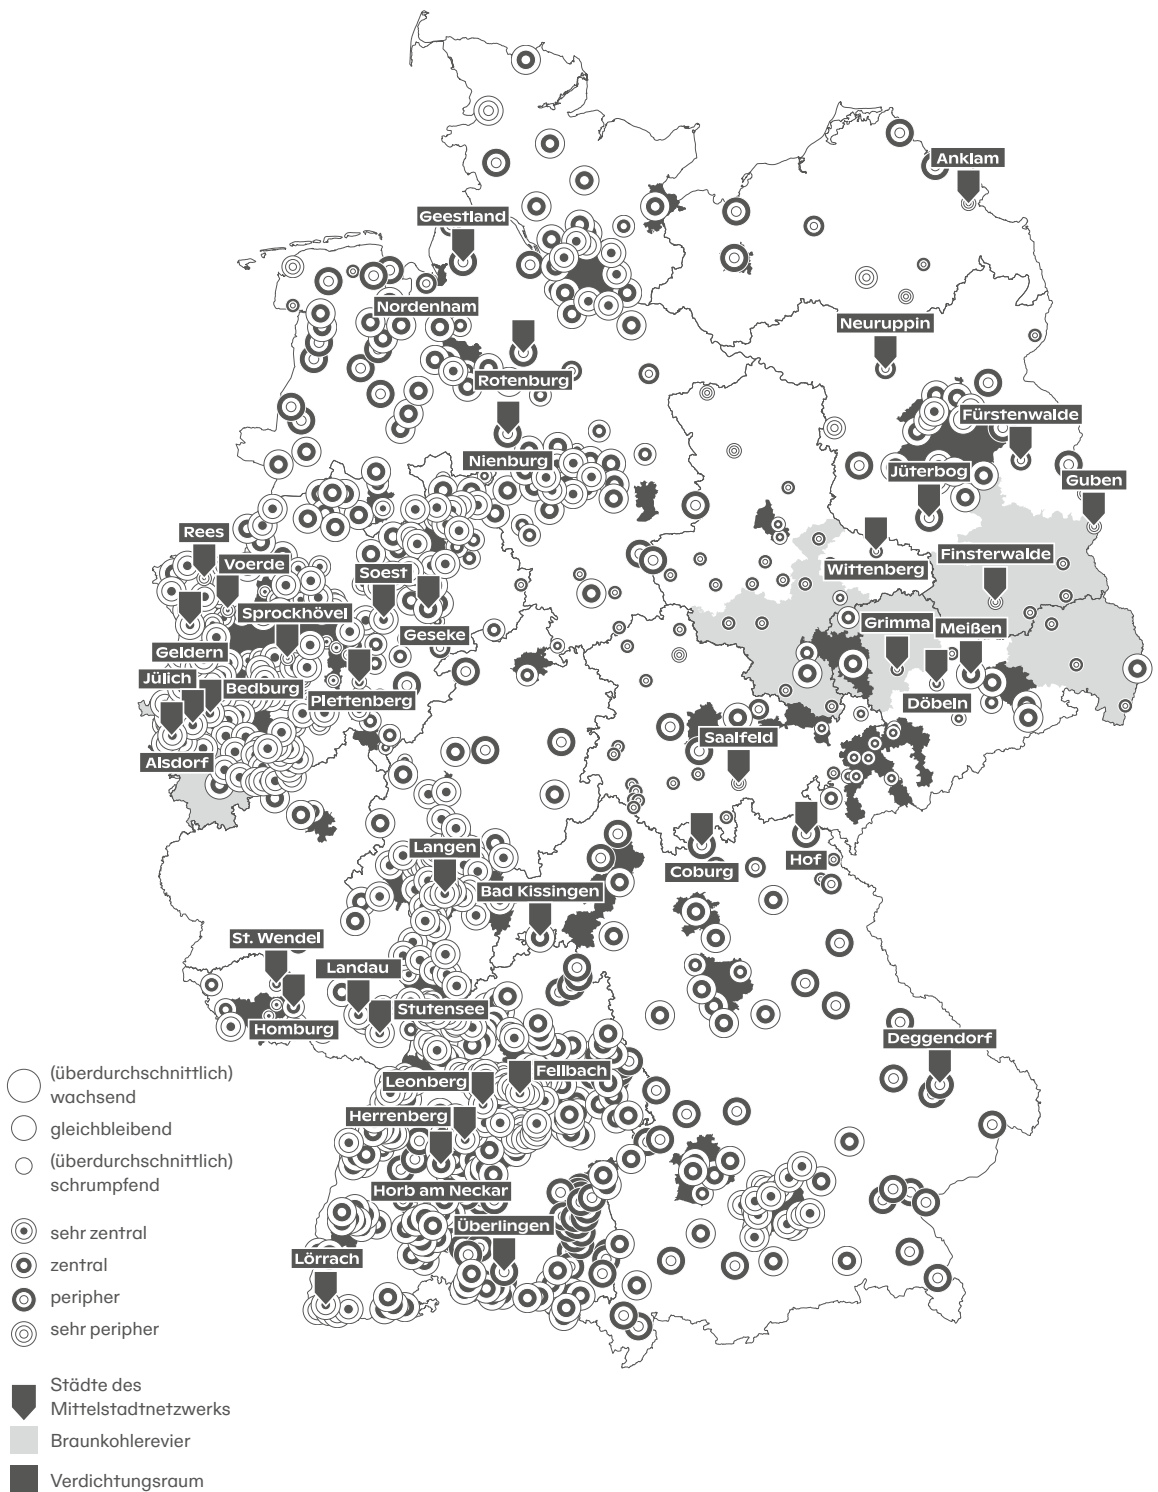 Anklam
Geestland
Nordenham
Neuruppin
Rotenburg
Fürstenwalde
Nienburg
Jüterbog
Guben
Rees
Finsterwalde
Voerde
Soest
Wittenberg
Sprockhövel
Grimma
Meißen
Geseke
Geldern
Jülich
Bedburg
Plettenberg
Döbeln
Saalfeld
Alsdorf
Langen
Hof
Coburg
Bad Kissingen
St. Wendel
Landau
Stutensee
Homburg
Deggendorf
Fellbach
Leonberg
Herrenberg
Horb am Neckar
Überlingen
Lörrach
(überdurchschnittlich)
wachsend
gleichbleibend
(überdurchschnittlich)
schrumpfend
sehr zentral
zentral
peripher
sehr peripher
Städte des
Mittelstadtnetzwerks
Braunkohlerevier
Verdichtungsraum